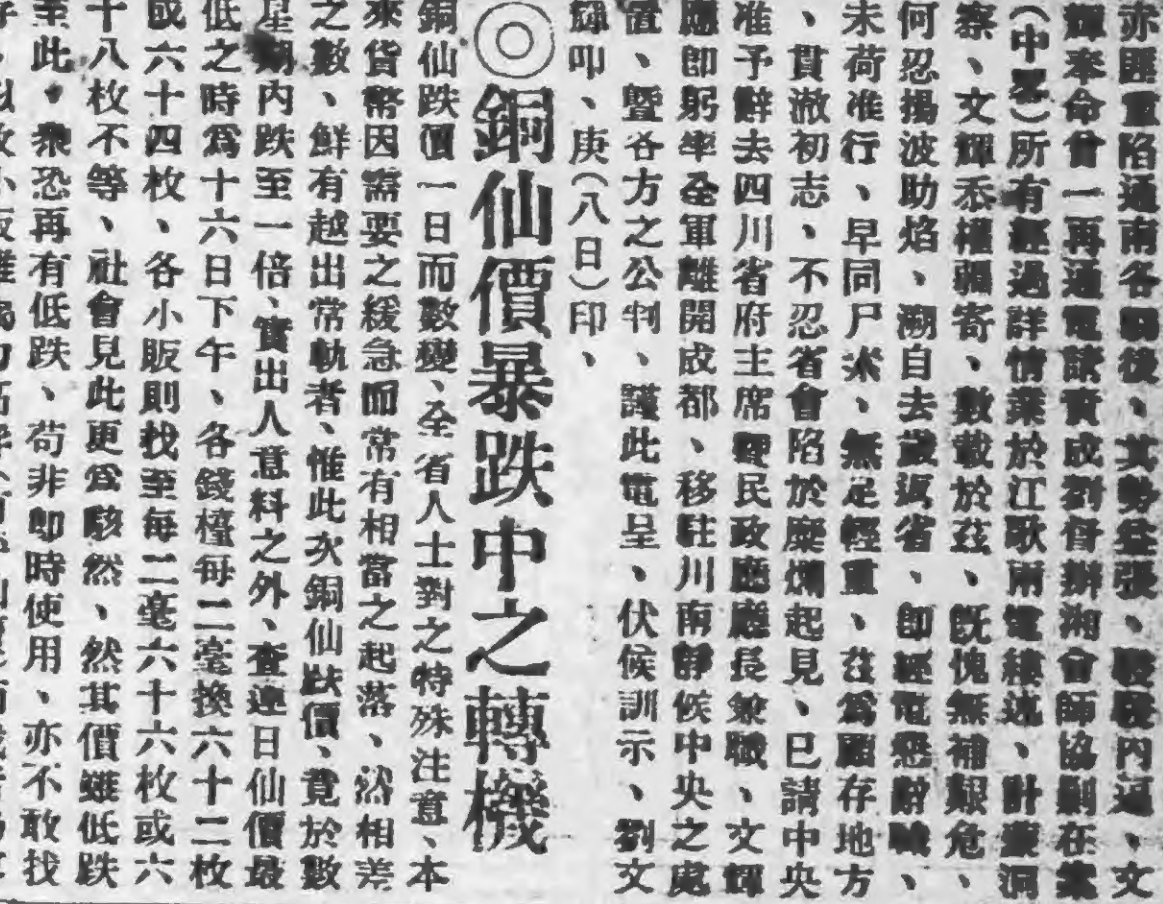 亦匪重陷通南各縣後、其勢益張、敵騎內逼、文
輝奉命曾一再通電誠責成劉督辦湘會師協剿在案
(中畧)所有經過詳情業於江歌兩電縷述、計蒙洞
察、文輝忝權疆寄、數載於茲、既愧無補艱危、
何忍揚波助焰、溯自去歲返省、即經電懇辭職、
未荷准行、早同尸素、無足輕重、茲爲顧存地方
、貫澈初志、不忍省會陷於糜爛起見、已請中央
准予辭去四川省府主席暨民政廳廳長兼職、文輝
應即躬率全軍離開成都、移駐川南靜候中央之處
置、暨各方之公判、謹此電呈、伏候訓示、劉文
輝叩、庚(八日)印、
◎銅仙價暴跌中之轉機
銅仙跌價一日而數變、全省人士對之特殊注意、本
來貨幣因需要之緩急而常有相當之起落、然相差
之數、鮮有越出常軌者、惟此次銅仙跌價、竟於數
星期內跌至一倍、實出人意料之外、查連日仙價最
低之時爲十六日下午、各錢檯每二毫換六十二枚
或六十四枚、各小販則找至每二毫六十六枚或六
十八枚不等、社會見此更爲駭然、然其價雖低跌
至此、衆恐再有低跌、苟非即時使用、亦不敢找